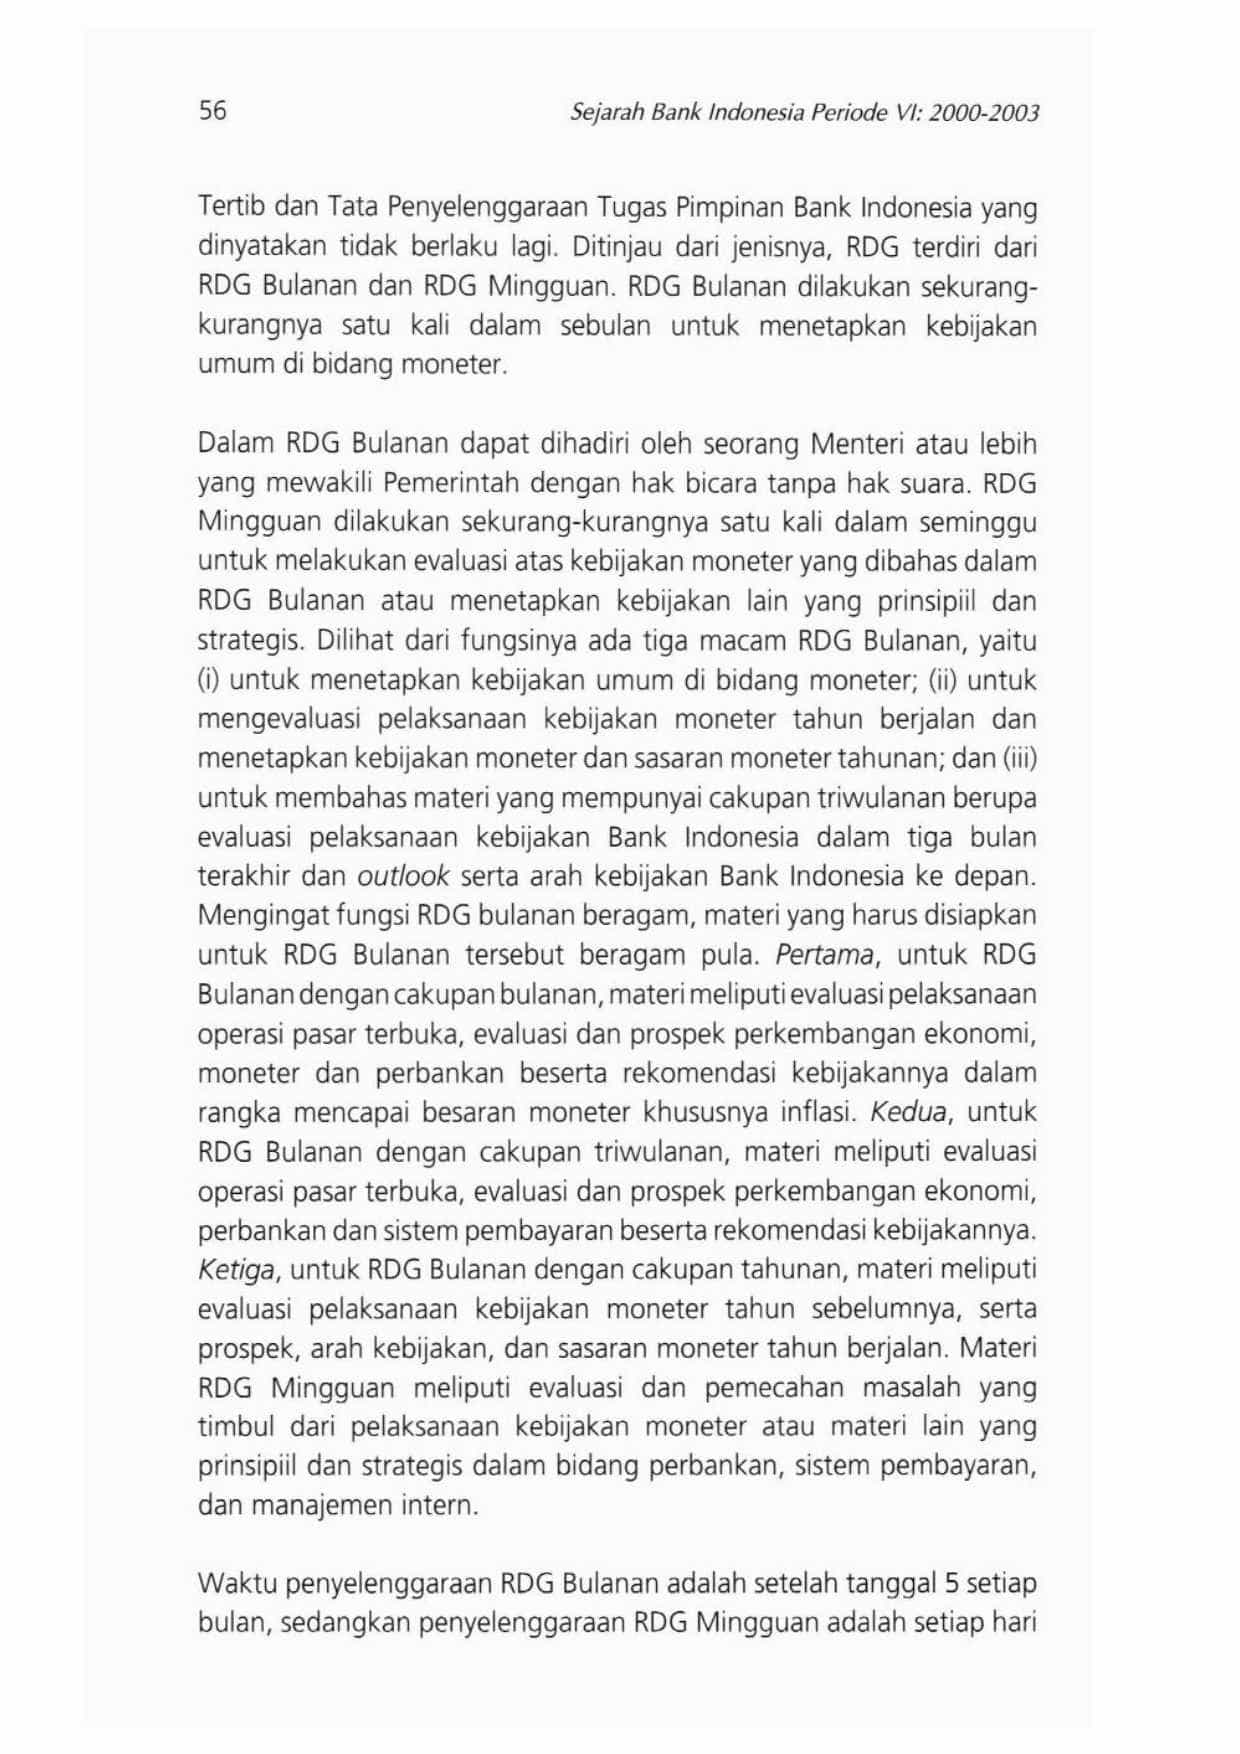 56
Sejarah Bank Indonesia Periode VI: 2000-2003
Tertib dan Tata Penyelenggaraan Tugas Pimpinan Bank Indonesia yang
dinyatakan tidak berlaku lagi. Ditinjau dari jenisnya, RDG terdiri dari
RDG Bulanan dan RDG Mingguan. RDG Bulanan dilakukan sekurang-
kurangnya satu kali dalam sebulan untuk menetapkan kebijakan
umum di bidang moneter.
Dalam RDG Bulanan dapat dihadiri oleh seorang Menteri atau lebih
yang mewakili Pemerintah dengan hak bicara tanpa hak suara. RDG
Mingguan dilakukan sekurang-kurangnya satu kali dalam seminggu
untuk melakukan evaluasi atas kebijakan moneter yang dibahas dalam
RDG Bulanan atau menetapkan kebijakan lain yang prinsipiil dan
strategis. Dilihat dari fungsinya ada tiga macam RDG Bulanan, yaitu
(i) untuk menetapkan kebijakan umum di bidang moneter; (ii) untuk
mengevaluasi pelaksanaan kebijakan moneter tahun berjalan dan
menetapkan kebijakan moneter dan sasaran moneter tahunan; dan (iii)
untuk membahas materi yang mempunyai cakupan triwulanan berupa
evaluasi pelaksanaan kebijakan Bank Indonesia dalam tiga bulan
terakhir dan outlook serta arah kebijakan Bank Indonesia ke depan.
Mengingat fungsi RDG bulanan beragam, materi yang harus disiapkan
untuk RDG Bulanan tersebut beragam pula. Pertama, untuk RDG
Bulanan dengan cakupan bulanan, materi meliputi evaluasi pelaksanaan
operasi pasar terbuka, evaluasi dan prospek perkembangan ekonomi,
moneter dan perbankan beserta rekomendasi kebijakannya dalam
rangka mencapai besaran moneter khususnya inflasi. Kedua, untuk
RDG Bulanan dengan cakupan triwulanan, materi meliputi evaluasi
operasi pasar terbuka, evaluasi dan prospek perkembangan ekonomi,
perbankan dan sistem pembayaran beserta rekomendasi kebijakannya.
Ketiga, untuk RDG Bulanan dengan cakupan tahunan, materi meliputi
evaluasi pelaksanaan kebijakan moneter tahun sebelumnya, serta
prospek, arah kebijakan, dan sasaran moneter tahun berjalan. Materi
RDG Mingguan meliputi evaluasi dan pemecahan masalah yang
timbul dari pelaksanaan kebijakan moneter atau materi lain yang
prinsipiil dan strategis dalam bidang perbankan, sistem pembayaran,
dan manajemen intern.
Waktu penyelenggaraan RDG Bulanan adalah setelah tanggal 5 setiap
bulan, sedangkan penyelenggaraan RDG Mingguan adalah setiap hari